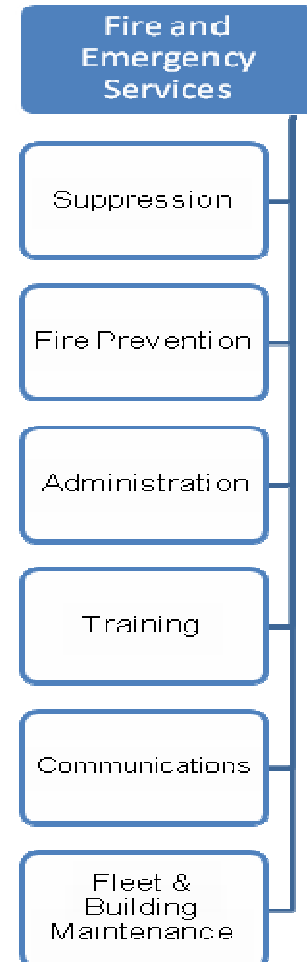 Fire and
Emergency
Services
Suppression
Fire Prevention
Administration
Training
Communications
Fleet &
Building
Maintenance